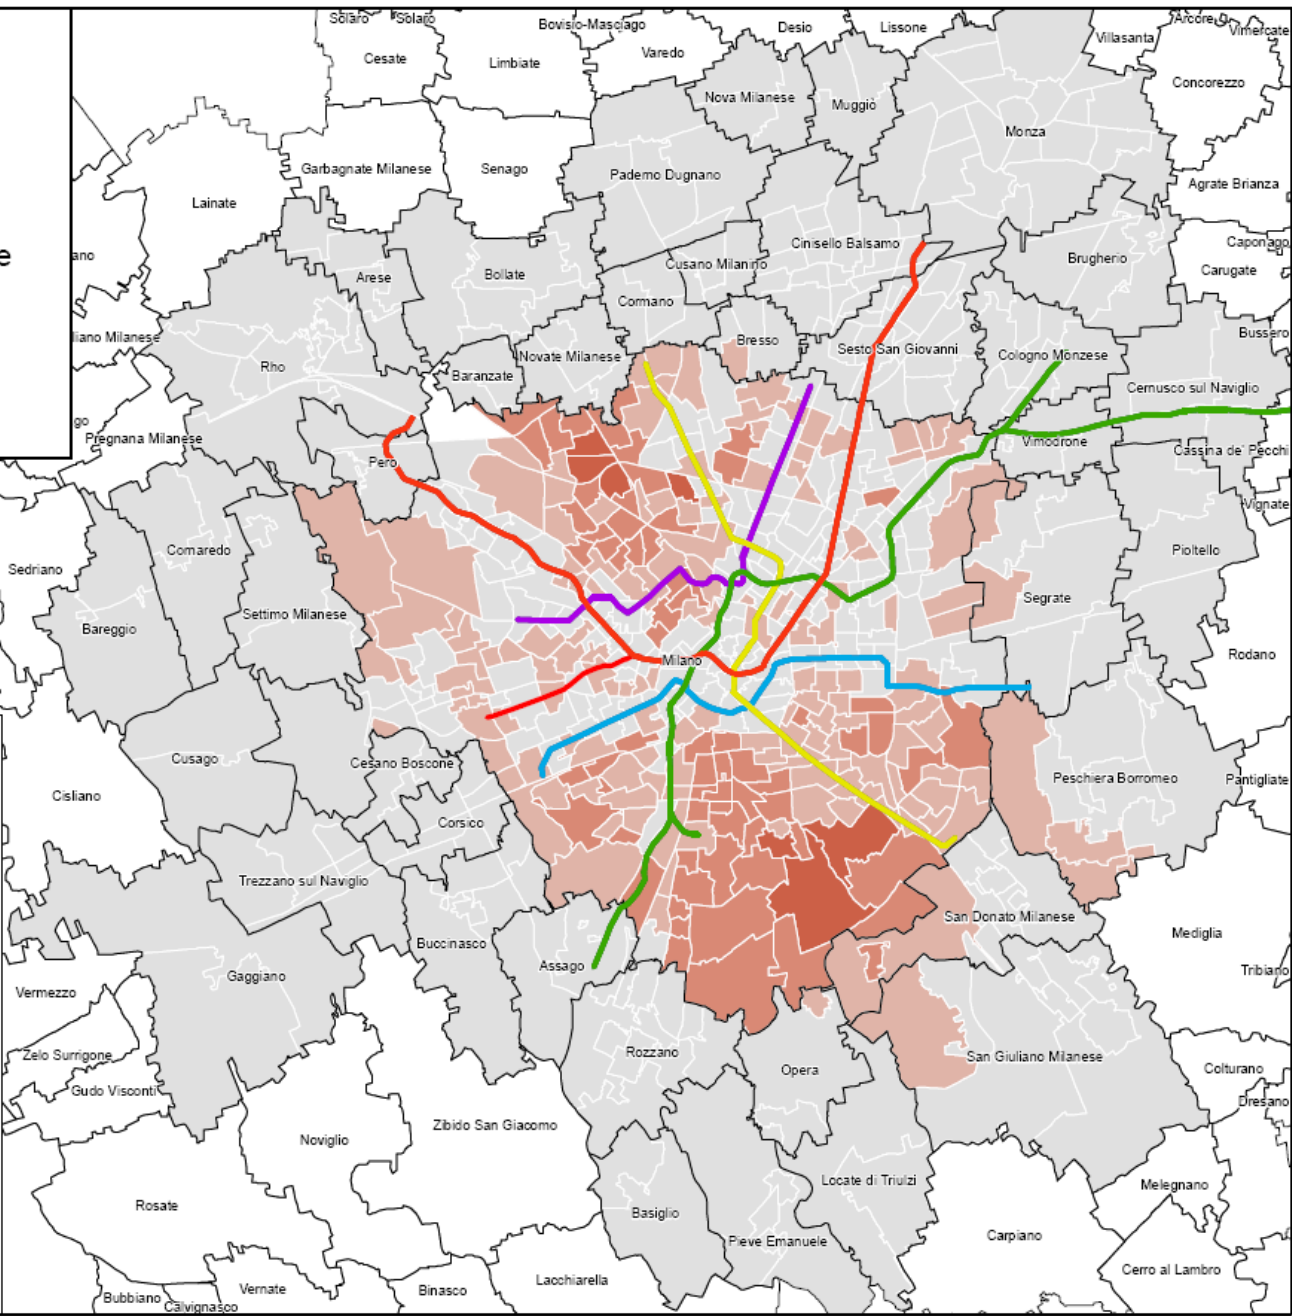 Solaro
Solaro
Bovisio-Masciago
Desio
Lissone
Arcore
Vimercate
Villasanta
Cesate
Limbiate
Varedo
Concorezzo
Nova Milanese
Muggiò
Monza
Garbagnate Milanese
Senago
Paderno Dugnano
Agrate Brianza
Lainate
e
ano
Arese
Bollate
Cusano Milanino
Cinisello Balsamo
Brugherio
Caponago
Carugate
Cormano
liano Milanese
Rho
Novate Milanese
Baranzate
Bresso
Sesto San Giovanni
Cologno Monzese
Bussero
Cernusco sul Naviglio
go
Pregnana Milanese
Pero
Vimodrone
Cassina de' Pecchi
Vignate
Sedriano
Cornaredo
Pioltello
Bareggio
Settimo Milanese
Segrate
Milano
Rodano
Cusago
Cesano Boscone
Peschiera Borromeo
Pantigliate
Cisliano
Corsico
Trezzano sul Naviglio
San Donato Milanese
Mediglia
Buccinasco
Assago
Gaggiano
Tribiano
Vermezzo
Zelo Surrigone
Rozzano
Opera
San Giuliano Milanese
Colturano
Gudo Visconti
Dresano
Noviglio
Zibido San Giacomo
Locate di Triulzi
Melegnano
Rosate
Basiglio
Pieve Emanuele
Carpiano
Cerro al Lambro
Lacchiarella
Vernate
Binasco
Bubbiano
Calvignasco